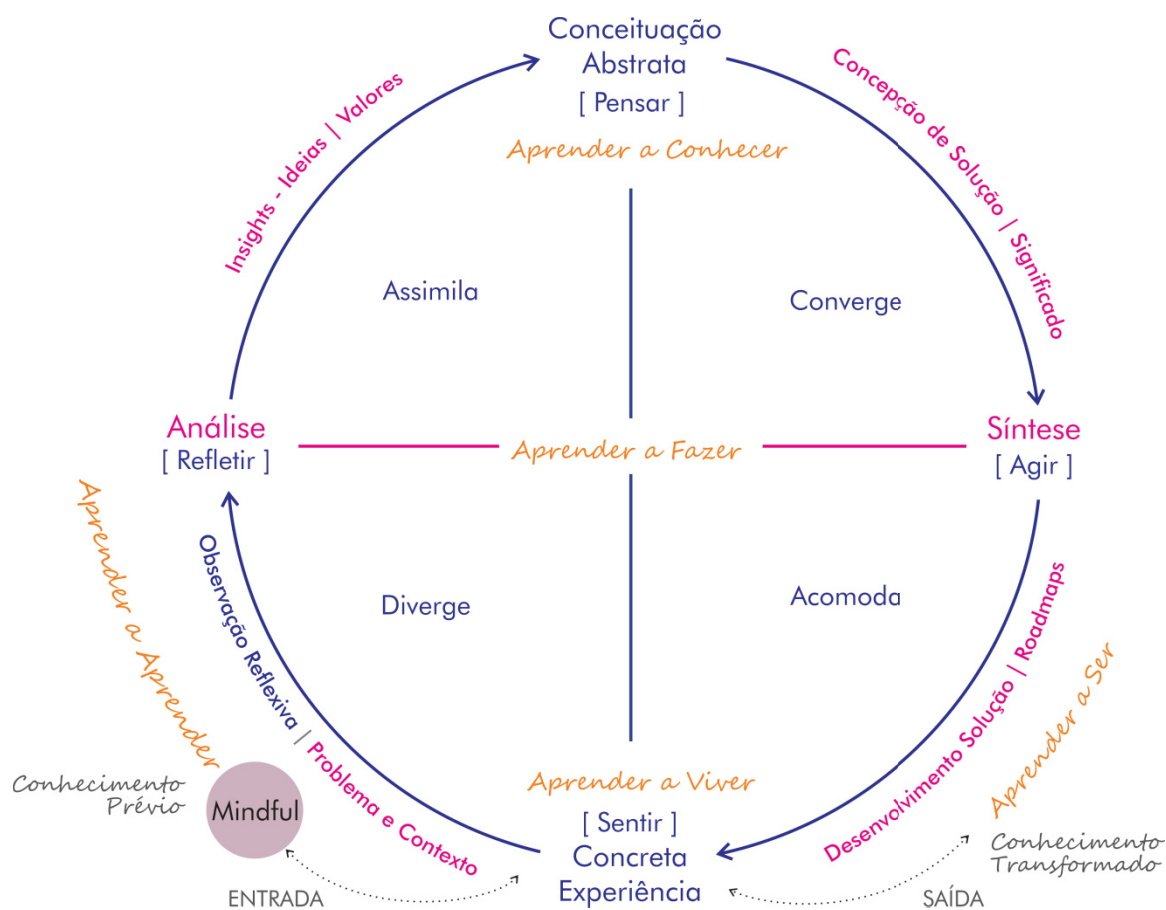 Conceituação
Abstrata
[ Pensar ]
Aprender a Conhecer
Insights - Ideias | Valores
Concepção de Solução | Significado
Assimila
Converge
Análise
[ Refletir ]
Aprender a Fazer
Síntese
[ Agir ]
Aprender a Aprender
Observação Reflexiva | Problema e Contexto
Diverge
Acomoda
Desenvolvimento Solução | Roadmaps
Aprender a Ser
Conhecimento
Prévio
Mindful
Aprender a Viver
[ Sentir ]
Concreta
Experiência
Conhecimento
Transformado
ENTRADA
SAÍDA